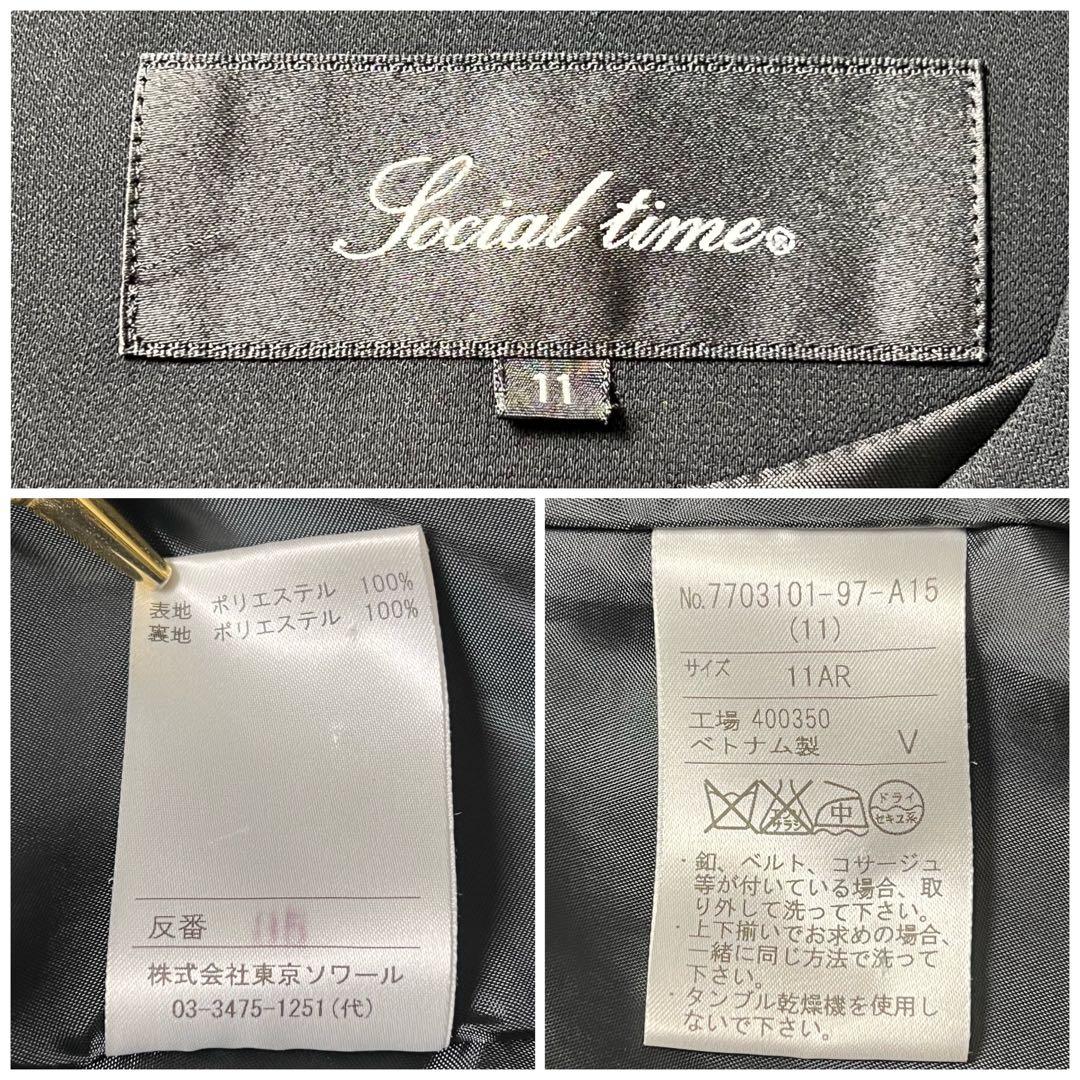 Social time®
11
表地 ポリエステル 100%
裏地 ポリエステル 100%
反番
株式会社東京ソワール
03-3475-1251(代)
No.7703101-97-A15
(11)
サイズ 11AR
工場 400350
ベトナム製 V
エンソサラシ 中 ドライセキユ系
・釦、ベルト、コサージュ
等が付いている場合、取
り外して洗って下さい。
・上下揃いでお求めの場合、
一緒に同じ方法で洗って
下さい。
・タンブル乾燥機を使用し
ないで下さい。